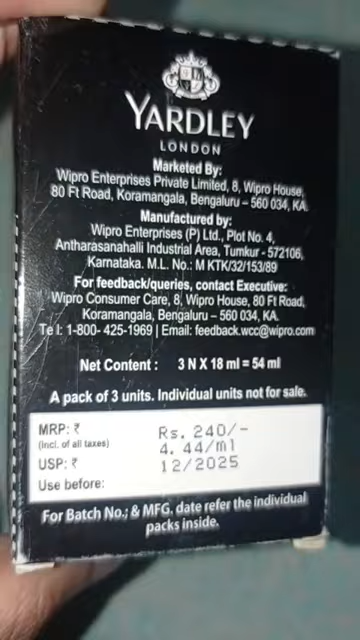 YARDLEY
LONDON
Marketed By:
Wipro Enterprises Private Limited, 8, Wipro House,
80 Ft Road, Koramangala, Bengaluru – 560 034, KA.
Manufactured by:
Wipro Enterprises (P) Ltd., Plot No. 4,
Antharasanahalli Industrial Area, Tumkur - 572106,
Karnataka. M.L. No.: M KTK/32/153/89
For feedback/queries, contact Executive:
Wipro Consumer Care, 8, Wipro House, 80 Ft Road,
Koramangala, Bengaluru – 560 034, KA.
Tel: 1-800-425-1969 | Email: feedback.wcc@wipro.com
Net Content : 3 N X 18 ml = 54 ml
A pack of 3 units. Individual units not for sale.
MRP: ₹ Rs. 240/-
(incl. of all taxes) 4.44/ml
USP: ₹ 12/2025
Use before:
For Batch No.: & MFG. date refer the individual
packs inside.